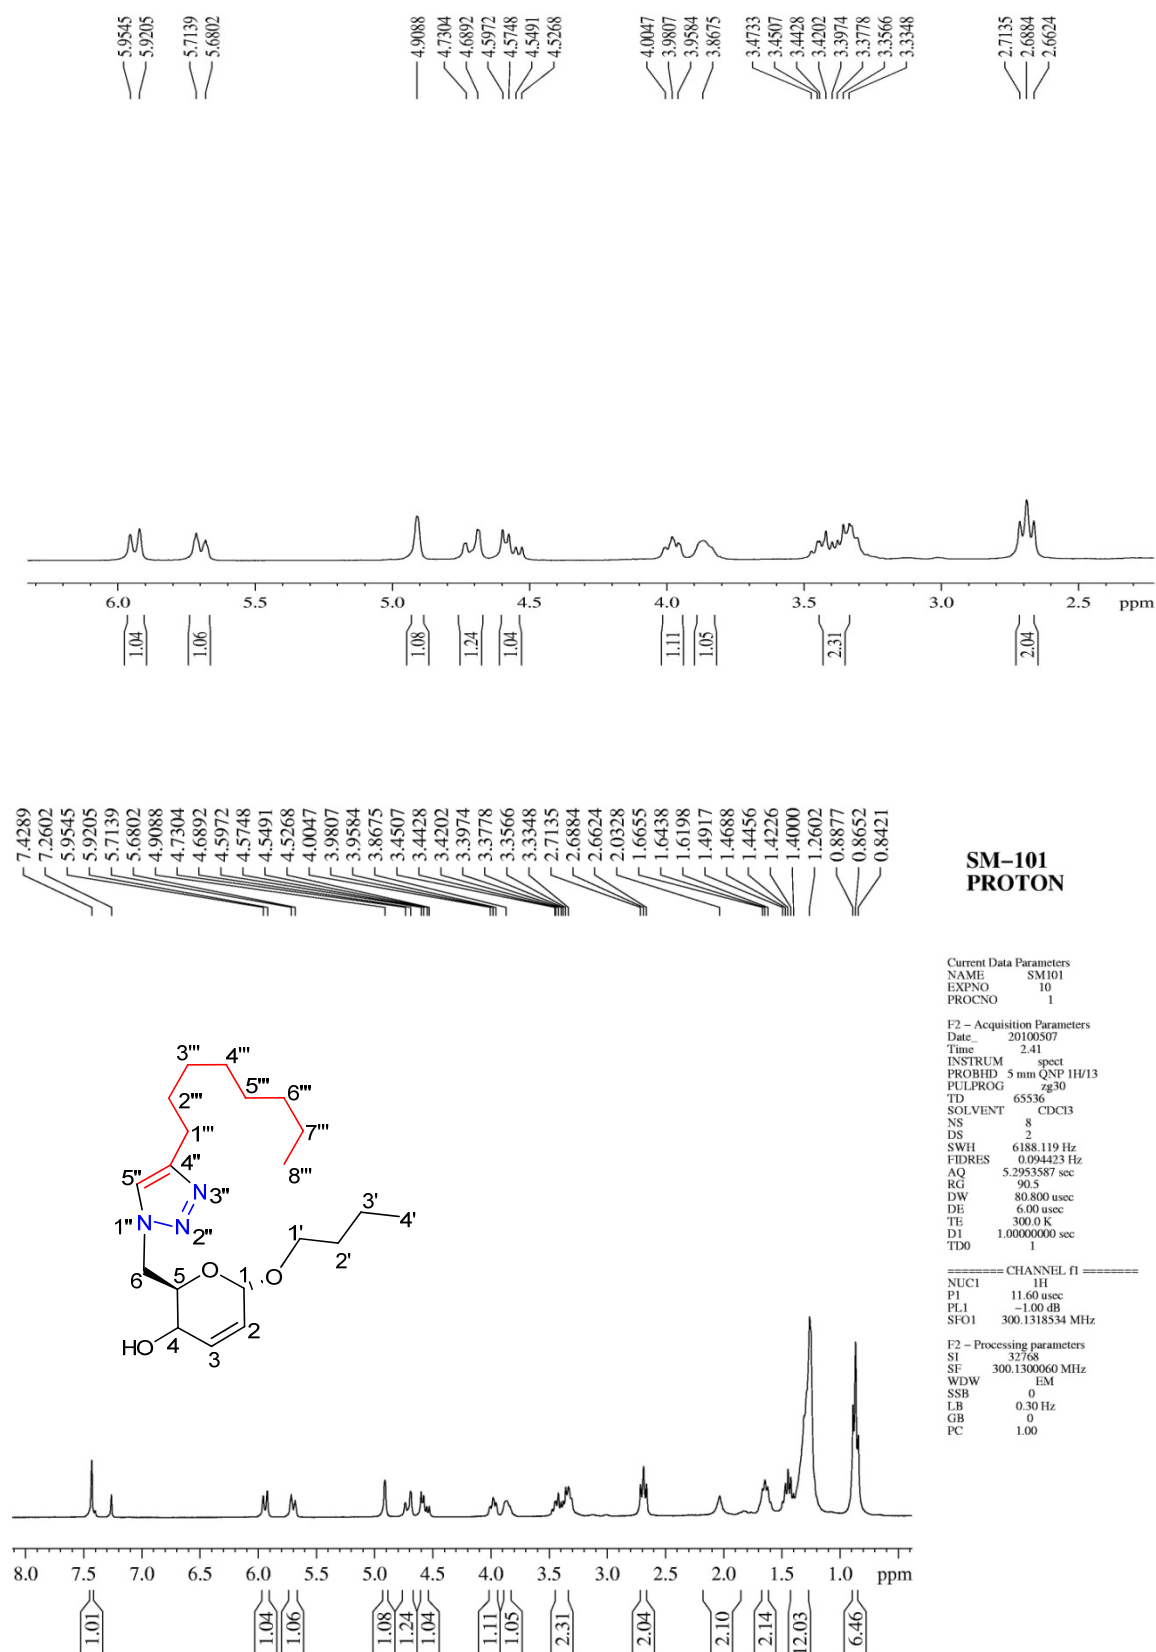 5.9545
5.9205
5.7139
5.6802
4.9088
4.7304
4.6892
4.5972
4.5748
4.5491
4.5268
4.0047
3.9807
3.9584
3.8675
3.4733
3.4507
3.4428
3.4202
3.3974
3.3778
3.3566
3.3348
2.7135
2.6884
2.6624
6.0 5.5 5.0 4.5 4.0 3.5 3.0 2.5 ppm
1.04 1.06 1.08 1.24 1.04 1.11 1.05 2.31 2.04
7.4289
7.2602
5.9545
5.9205
5.7139
5.6802
4.9088
4.7304
4.6892
4.5972
4.5748
4.5491
4.5268
4.0047
3.9807
3.9584
3.8675
3.4507
3.4428
3.4202
3.3974
3.3778
3.3566
3.3348
2.7135
2.6884
2.6624
2.0328
1.6655
1.6438
1.6198
1.4917
1.4688
1.4456
1.4226
1.4000
1.2602
0.8877
0.8652
0.8421
SM-101
PROTON
Current Data Parameters
NAME SM101
EXPNO 10
PROCNO 1
F2 - Acquisition Parameters
Date_ 20100507
Time 2.41
INSTRUM spect
PROBHD 5 mm QNP 1H/13
PULPROG zg30
TD 65536
SOLVENT CDCl3
NS 8
DS 2
SWH 6188.119 Hz
FIDRES 0.094423 Hz
AQ 5.2953587 sec
RG 90.5
DW 80.800 usec
DE 6.00 usec
TE 300.0 K
D1 1.00000000 sec
TD0 1
======== CHANNEL f1 ========
NUC1 1H
P1 11.60 usec
PL1 -1.00 dB
SFO1 300.1318534 MHz
F2 - Processing parameters
SI 32768
SF 300.1300060 MHz
WDW EM
SSB 0
LB 0.30 Hz
GB 0
PC 1.00
3''' 4'''
2''' 5''' 6'''
1''' 7'''
4'' 8'''
5'' N 3''
1'' N N 2''
1' 3' 4'
2'
6 5 O 1 O
HO 4 3 2
8.0 7.5 7.0 6.5 6.0 5.5 5.0 4.5 4.0 3.5 3.0 2.5 2.0 1.5 1.0 ppm
1.01 1.04 1.06 1.08 1.24 1.04 1.11 1.05 2.31 2.04 2.10 2.14 12.03 6.46